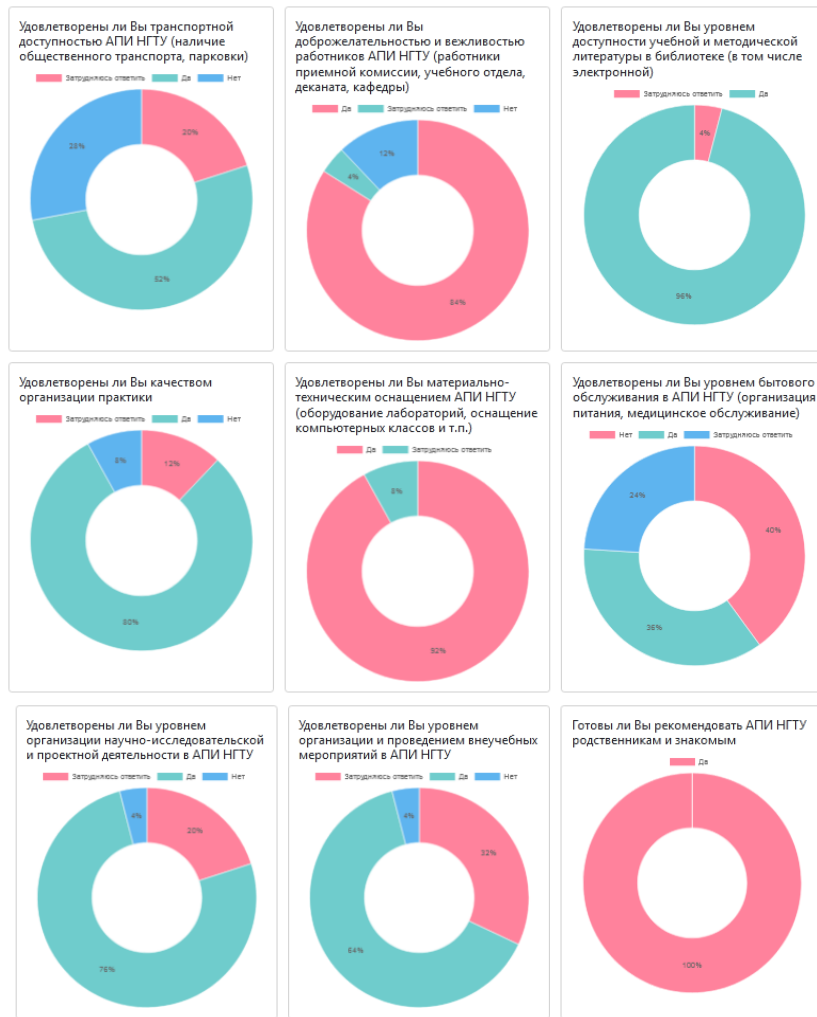 Удовлетворены ли Вы транспортной
доступностью АПИ НГТУ (наличие
общественного транспорта, парковки)
Затрудняюсь ответить Да Нет
20%
28%
52%
Удовлетворены ли Вы
доброжелательностью и вежливостью
работников АПИ НГТУ (работники
приемной комиссии, учебного отдела,
деканата, кафедры)
Да Затрудняюсь ответить Нет
12%
4%
84%
Удовлетворены ли Вы уровнем
доступности учебной и методической
литературы в библиотеке (в том числе
электронной)
Затрудняюсь ответить Да
4%
96%
Удовлетворены ли Вы качеством
организации практики
Затрудняюсь ответить Да Нет
8%
12%
80%
Удовлетворены ли Вы материально-
техническим оснащением АПИ НГТУ
(оборудование лабораторий, оснащение
компьютерных классов и т.п.)
Да Затрудняюсь ответить
8%
92%
Удовлетворены ли Вы уровнем бытового
обслуживания в АПИ НГТУ (организация
питания, медицинское обслуживание)
Нет Да Затрудняюсь ответить
24%
40%
36%
Удовлетворены ли Вы уровнем
организации научно-исследовательской
и проектной деятельности в АПИ НГТУ
Затрудняюсь ответить Да Нет
4%
20%
76%
Удовлетворены ли Вы уровнем
организации и проведением внеучебных
мероприятий в АПИ НГТУ
Затрудняюсь ответить Да Нет
4%
32%
64%
Готовы ли Вы рекомендовать АПИ НГТУ
родственникам и знакомым
Да
100%